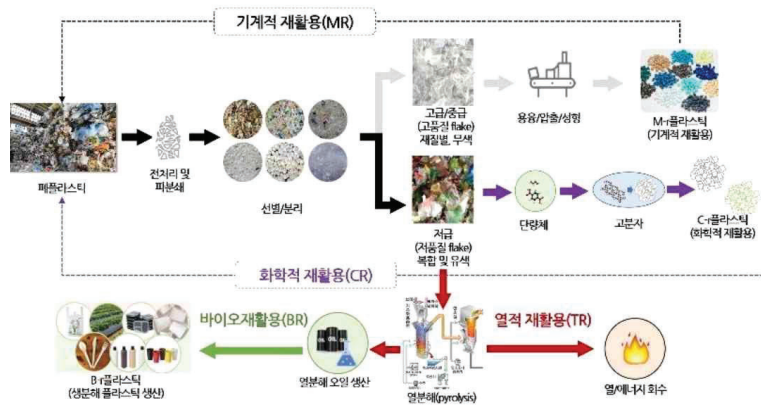 기계적 재활용(MR)
폐플라스틱
전처리 및
파분쇄
선별/분리
고급/중급
(고품질 flake)
재질별, 무색
용융/압출/성형
M-r플라스틱
(기계적 재활용)
저급
(저품질 flake)
복합 및 유색
단량체
고분자
C-r플라스틱
(화학적 재활용)
화학적 재활용(CR)
바이오재활용(BR)
열적 재활용(TR)
B-r플라스틱
(생분해 플라스틱 생산)
OIL
OIL
열분해 오일 생산
열분해(pyrolysis)
열/에너지 회수